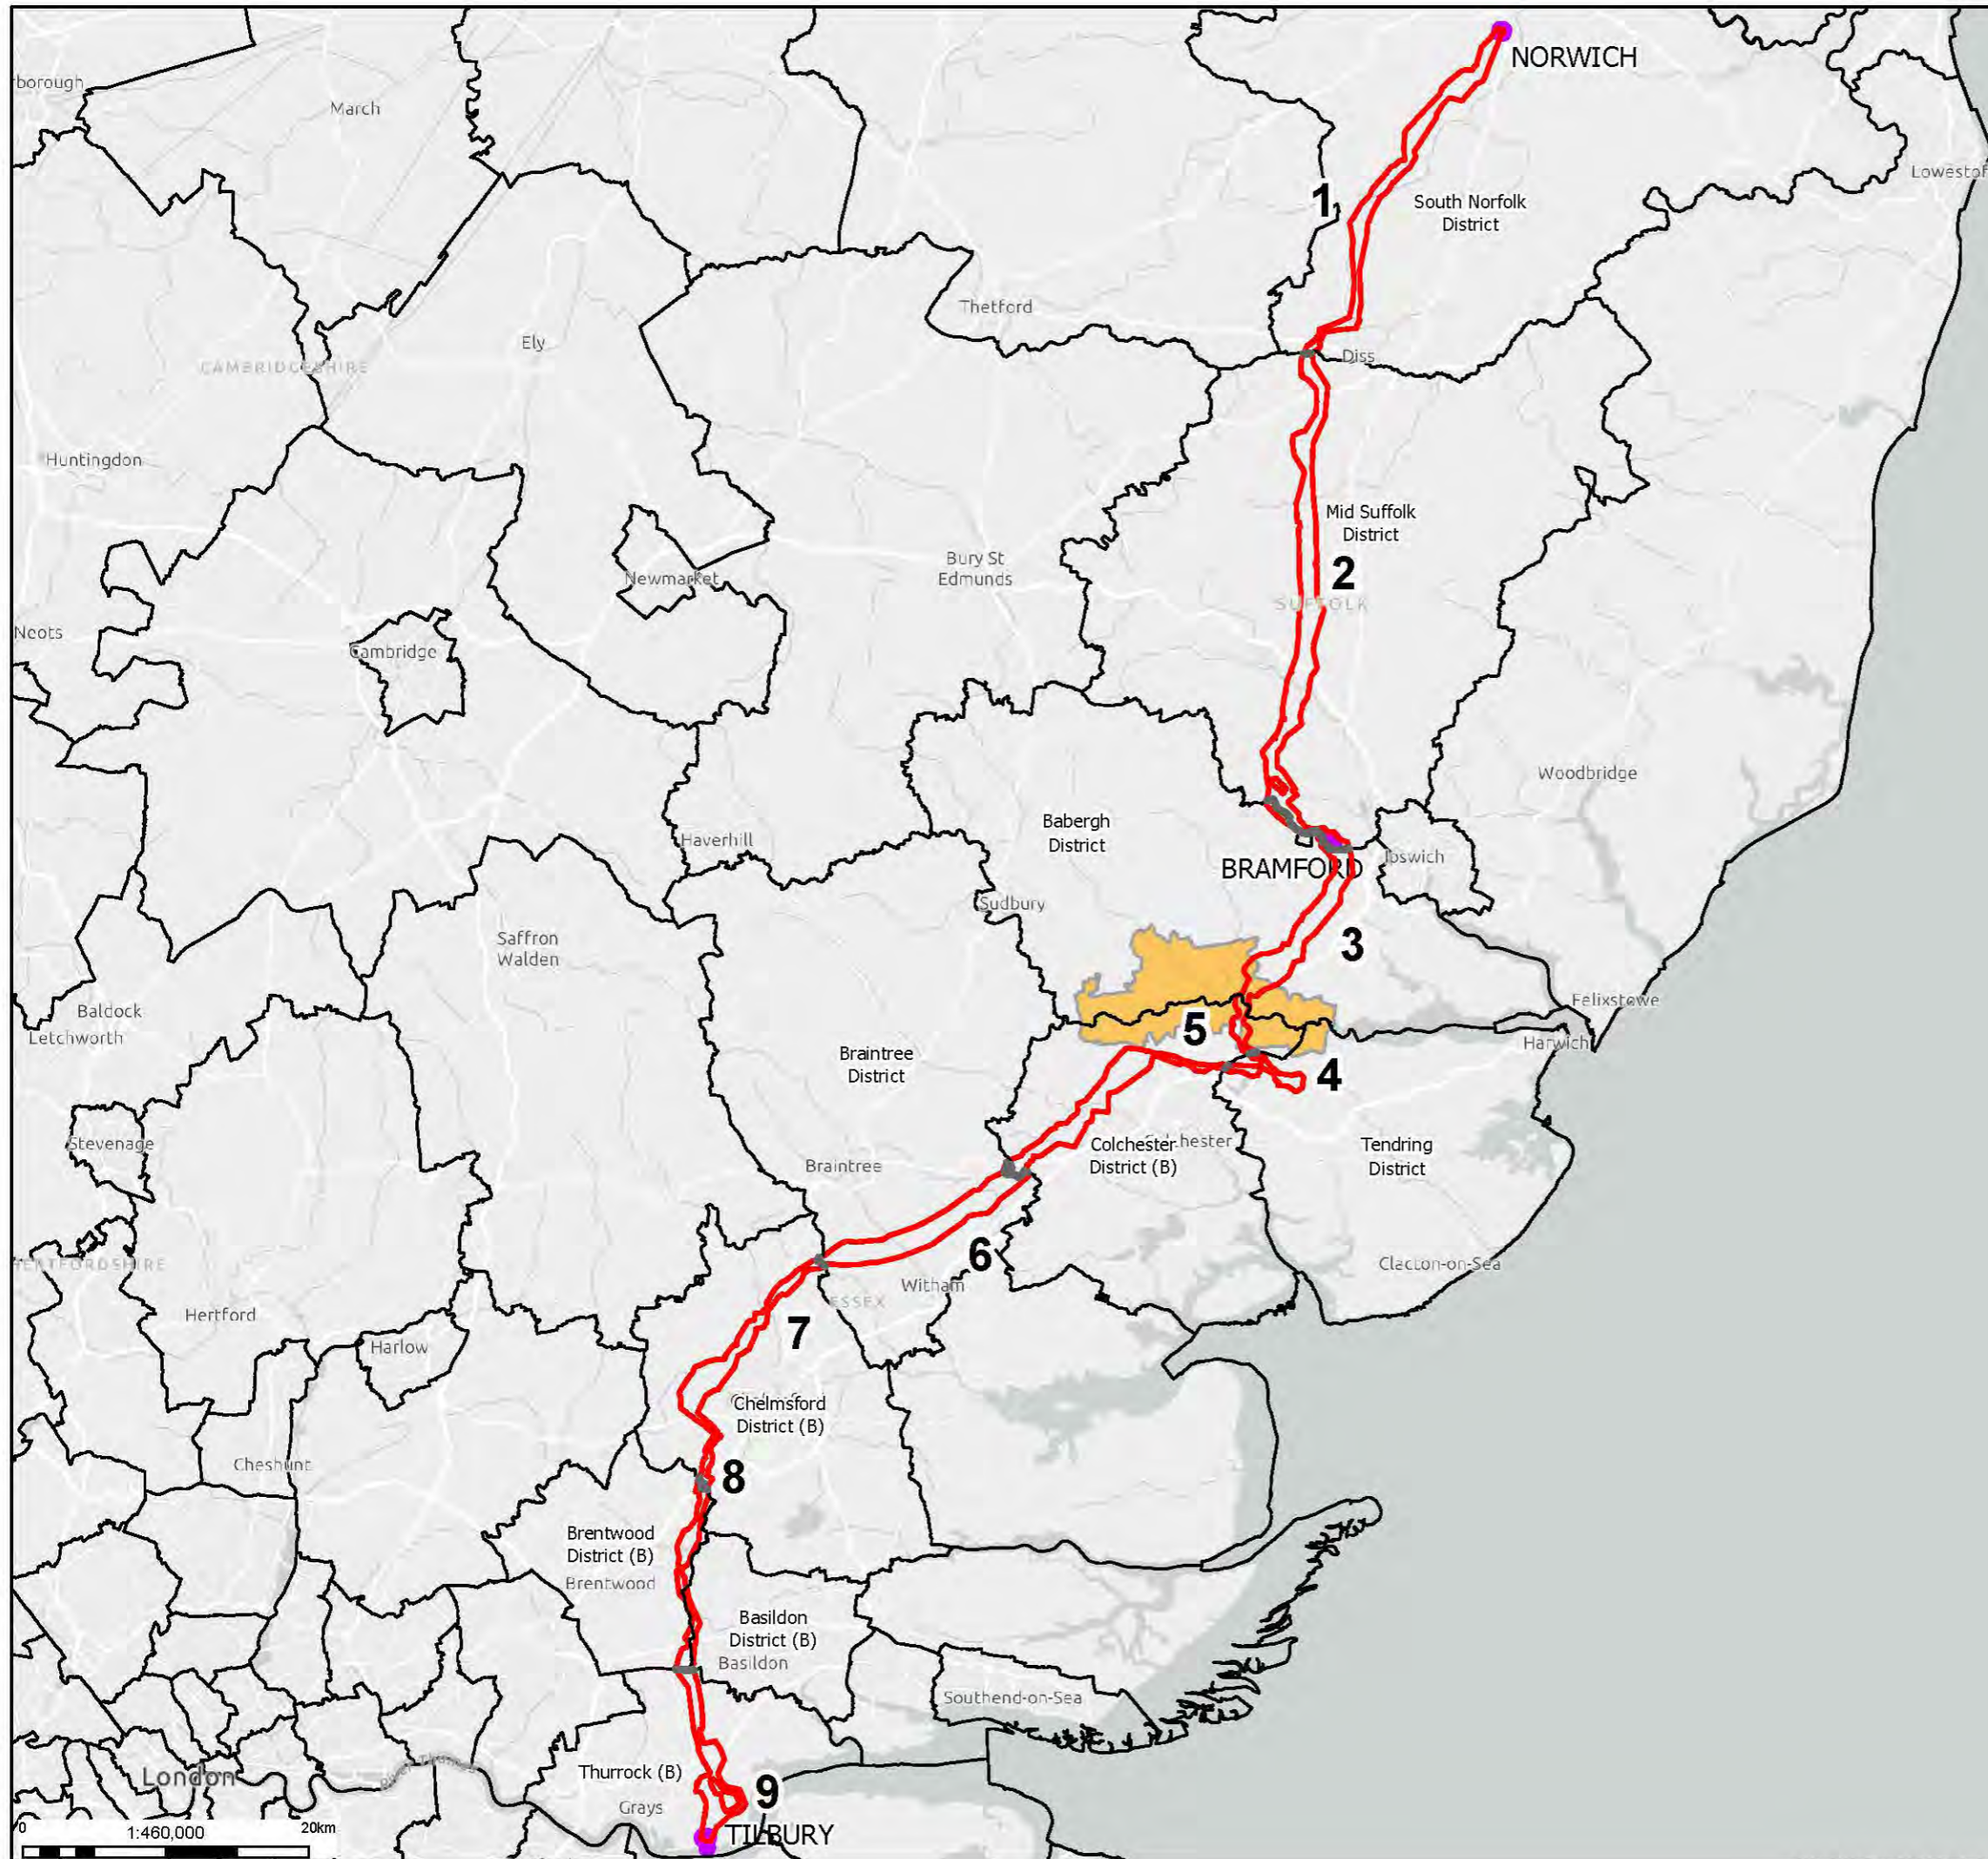 NORWICH
rborough
March
Lowestof
1
South Norfolk
District
Thetford
Ely
Diss
CAMBRIDGESHIRE
Huntingdon
Mid Suffolk
District
Bury St
Edmunds
2
Newmarket
SUFFOLK
Neots
Cambridge
Woodbridge
Babergh
District
Haverhill
Ipswich
BRAMFORD
Sudbury
Saffron
Walden
3
Felixstowe
Baldock
Letchworth
5
Harwich
Braintree
District
4
Stevenage
Colchester
District (B)
chester
Tendring
District
Braintree
6
HERTFORDSHIRE
Clacton-on-Sea
Witham
ESSEX
Hertford
7
Harlow
Chelmsford
District (B)
Cheshunt
8
Brentwood
District (B)
Brentwood
Basildon
District (B)
Basildon
Southend-on-Sea
London
Thurrock (B)
9
Grays
TILBURY
0
1:460,000
20km